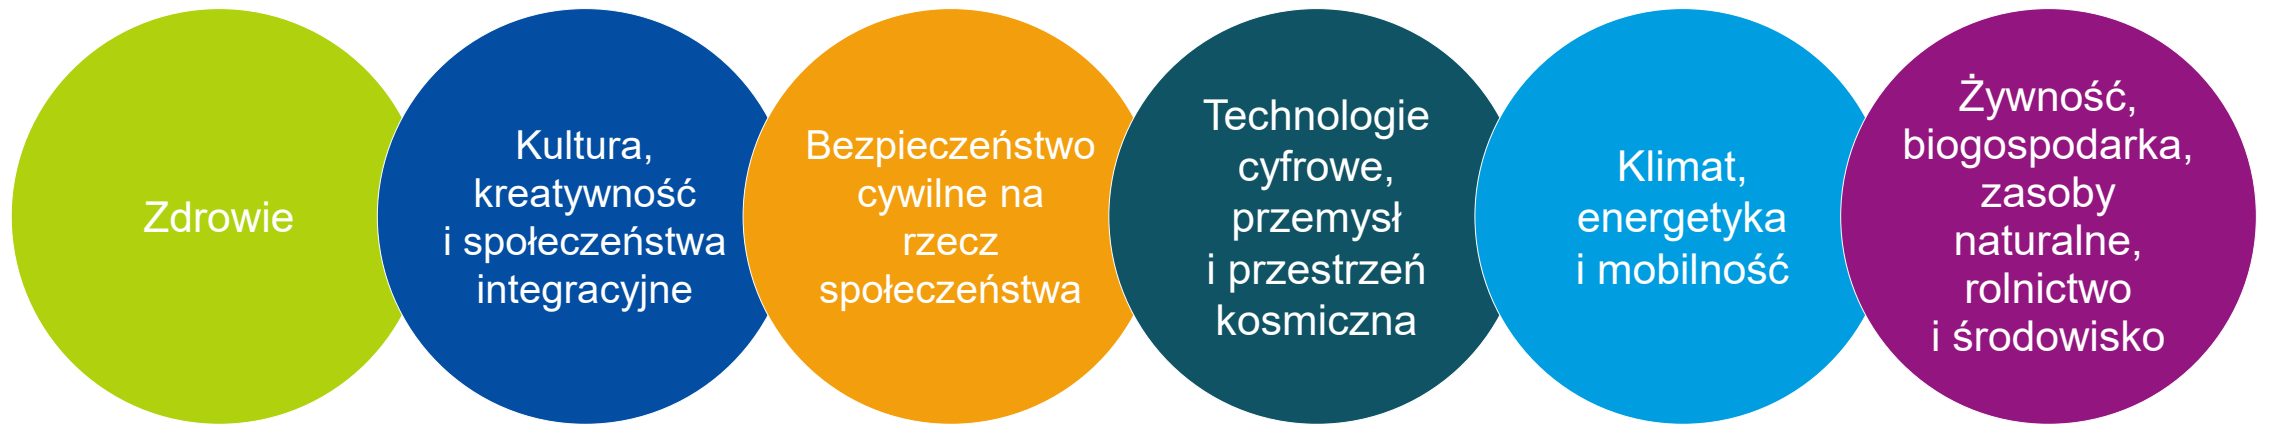 Zdrowie
Kultura,
kreatywność
i społeczeństwa
integracyjne
Bezpieczeństwo
cywilne na
rzecz
społeczeństwa
Technologie
cyfrowe,
przemysł
i przestrzeń
kosmiczna
Klimat,
energetyka
i mobilność
Żywność,
biogospodarka,
zasoby
naturalne,
rolnictwo
i środowisko